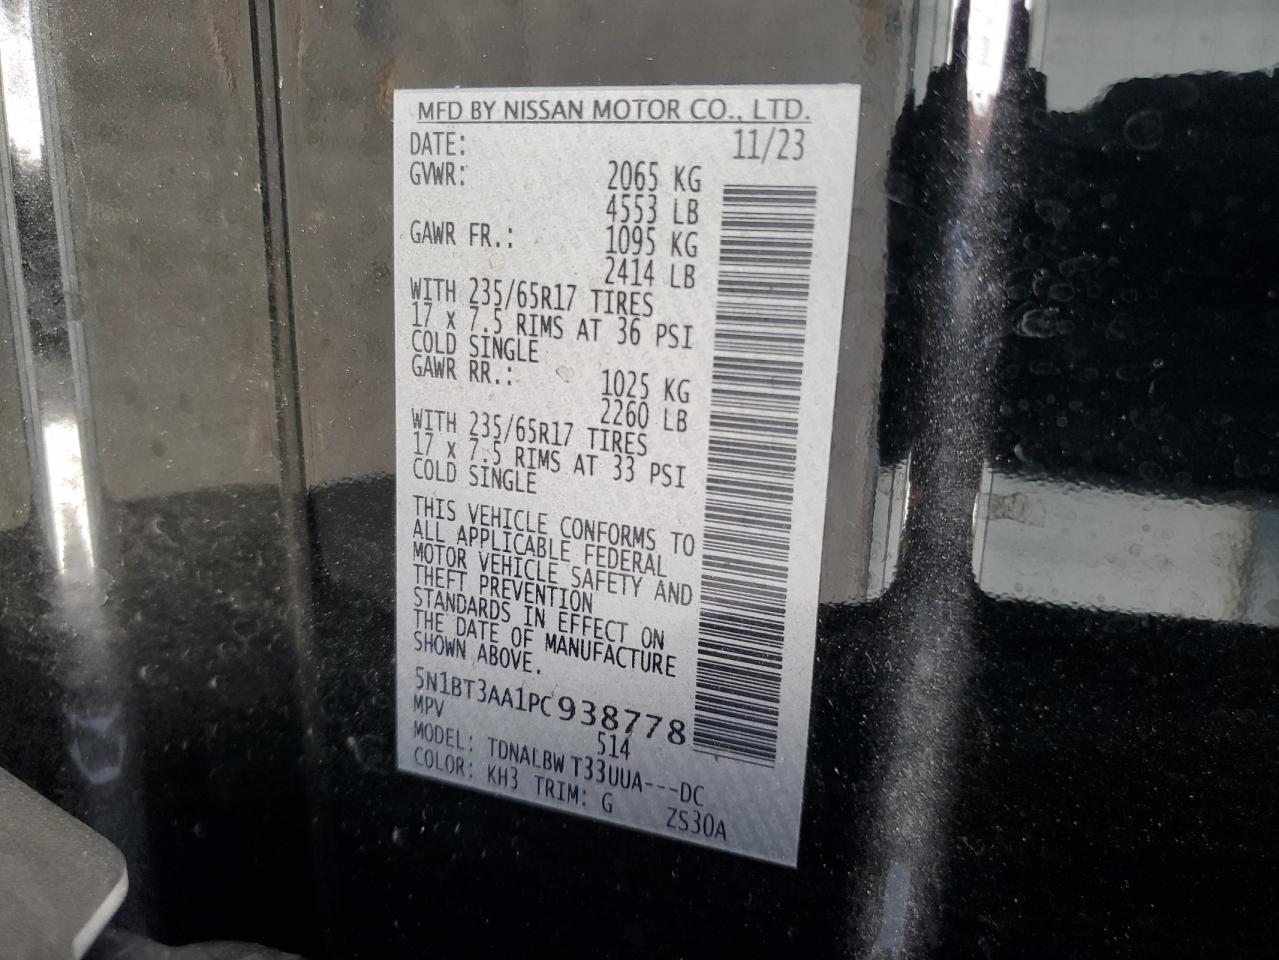 MFD BY NISSAN MOTOR CO., LTD.
DATE: 11/23
GVWR: 2065 KG
4553 LB
GAWR FR.: 1095 KG
2414 LB
WITH 235/65R17 TIRES
17 X 7.5 RIMS AT 36 PSI
COLD SINGLE
GAWR RR.: 1025 KG
2260 LB
WITH 235/65R17 TIRES
17 X 7.5 RIMS AT 33 PSI
COLD SINGLE
THIS VEHICLE CONFORMS TO
ALL APPLICABLE FEDERAL
MOTOR VEHICLE SAFETY AND
THEFT PREVENTION
STANDARDS IN EFFECT ON
THE DATE OF MANUFACTURE
SHOWN ABOVE.
5N1BT3AA1PC938778
MPV 514
MODEL: TDNALBW T33UUA---DC
COLOR: KH3 TRIM: G ZS30A